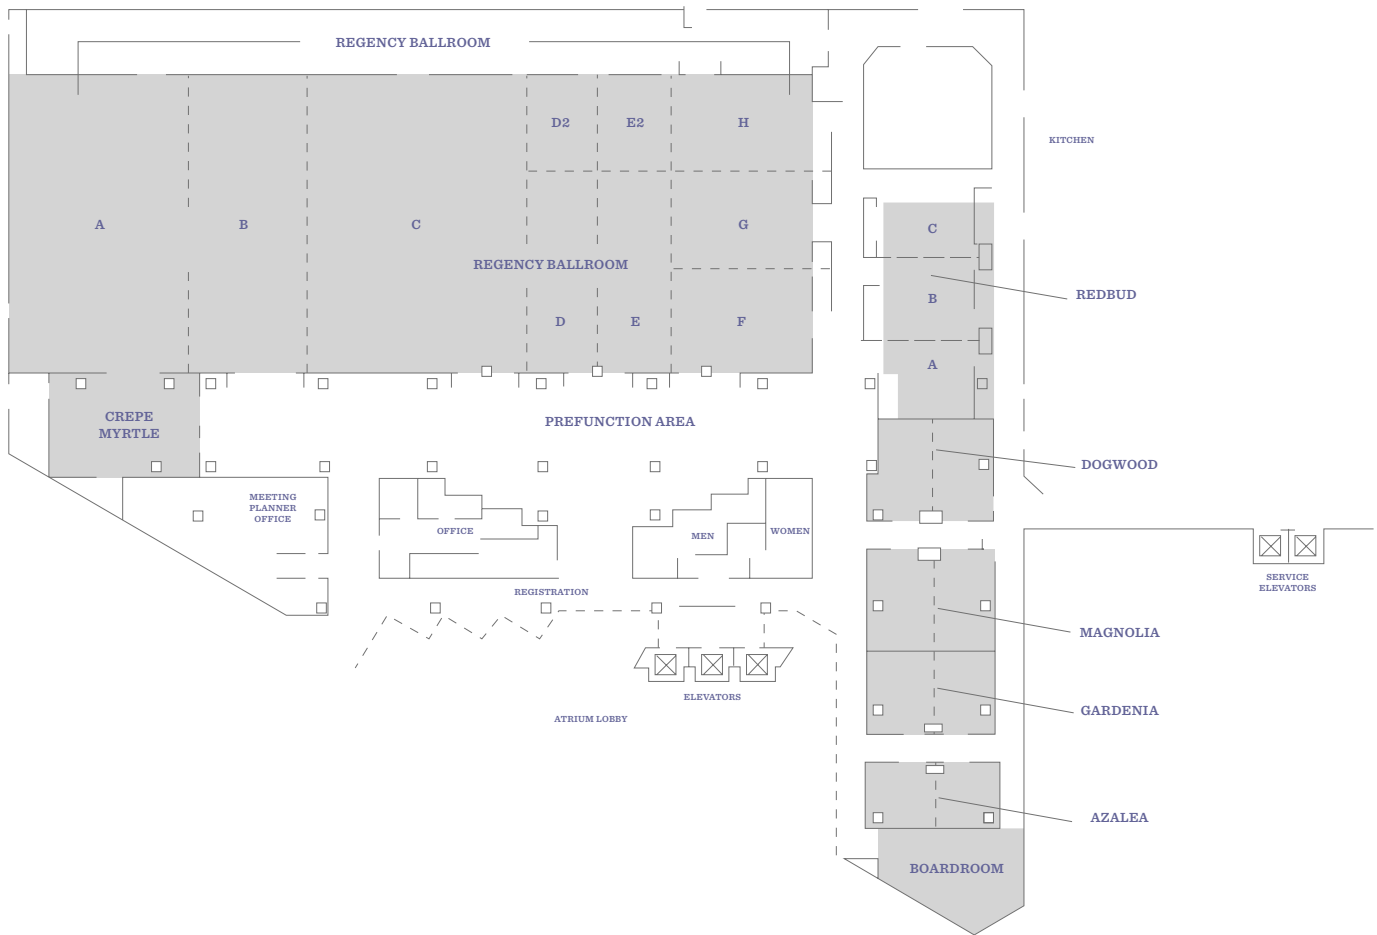 REGENCY BALLROOM
D2
E2
H
KITCHEN
A
B
C
G
C
REGENCY BALLROOM
REDBUD
B
D
E
F
A
CREPE
MYRTLE
PREFUNCTION AREA
DOGWOOD
MEETING
PLANNER
OFFICE
OFFICE
MEN
WOMEN
SERVICE
ELEVATORS
REGISTRATION
MAGNOLIA
ELEVATORS
GARDENIA
ATRIUM LOBBY
AZALEA
BOARDROOM